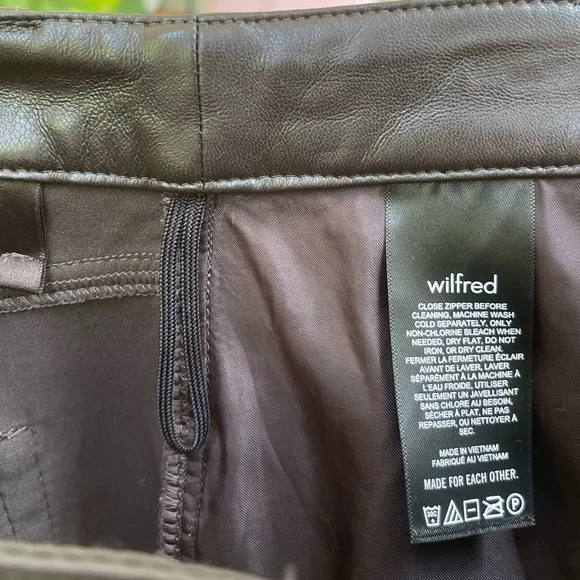 wilfred
CLOSE ZIPPER BEFORE
CLEANING, MACHINE WASH
COLD SEPARATELY, ONLY
NON-CHLORINE BLEACH WHEN
NEEDED, DRY FLAT, DO NOT
IRON, OR DRY CLEAN.
FERMER LA FERMETURE ÉCLAIR
AVANT DE LAVER, LAVER
SÉPARÉMENT À LA MACHINE À
L'EAU FROIDE, UTILISER
SEULEMENT UN JAVELLISANT
SANS CHLORE AU BESOIN,
SÉCHER À PLAT, NE PAS
REPASSER, OU NETTOYER À
SEC.
MADE IN VIETNAM
FABRIQUÉ AU VIETNAM
MADE FOR EACH OTHER.
30C P